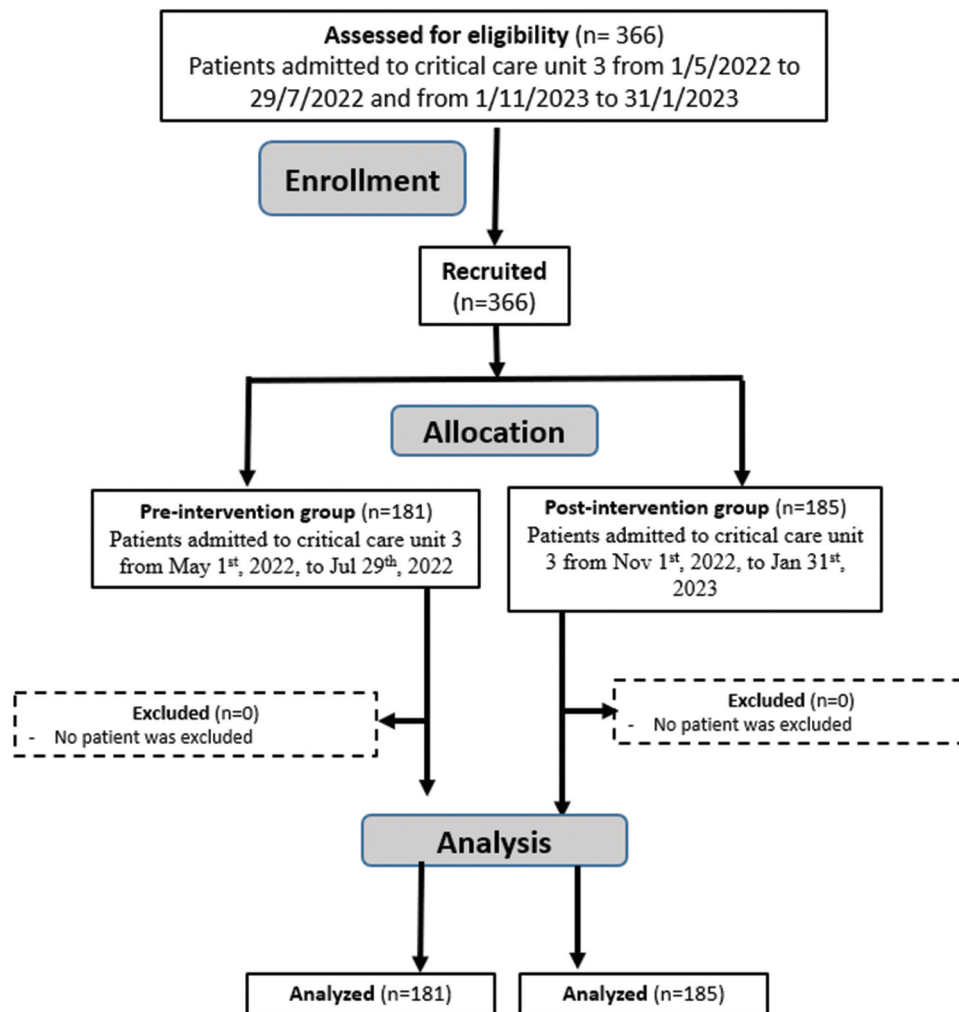 Assessed for eligibility (n= 366)
Patients admitted to critical care unit 3 from 1/5/2022 to
29/7/2022 and from 1/11/2023 to 31/1/2023
Enrollment
Recruited
(n=366)
Allocation
Pre-intervention group (n=181)
Patients admitted to critical care unit 3
from May 1st, 2022, to Jul 29th, 2022
Post-intervention group (n=185)
Patients admitted to critical care unit
3 from Nov 1st, 2022, to Jan 31st,
2023
Excluded (n=0)
- No patient was excluded
Excluded (n=0)
- No patient was excluded
Analysis
Analyzed (n=181)
Analyzed (n=185)